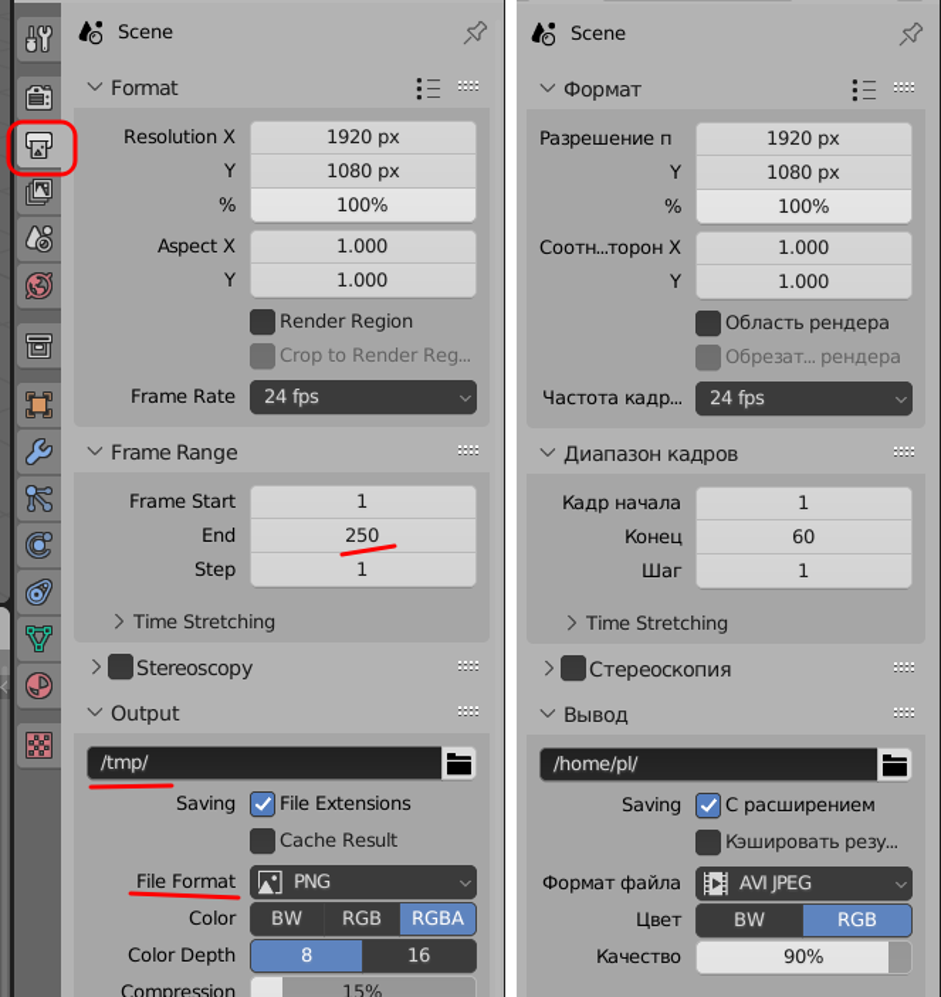 Scene
Format
Resolution X 1920 px
Y 1080 px
% 100%
Aspect X 1.000
Y 1.000
Render Region
Crop to Render Reg...
Frame Rate 24 fps
Frame Range
Frame Start 1
End 250
Step 1
Time Stretching
Stereoscopy
Output
/tmp/
Saving File Extensions
Cache Result
File Format PNG
Color BW RGB RGBA
Color Depth 8 16
Compression 15%
Scene
Формат
Разрешение п 1920 px
Y 1080 px
% 100%
Соотн...торон X 1.000
Y 1.000
Область рендера
Обрезат... рендера
Частота кадр... 24 fps
Диапазон кадров
Кадр начала 1
Конец 60
Шаг 1
Time Stretching
Стереоскопия
Вывод
/home/pl/
Saving С расширением
Кэшировать резу...
Формат файла AVI JPEG
Цвет BW RGB
Качество 90%